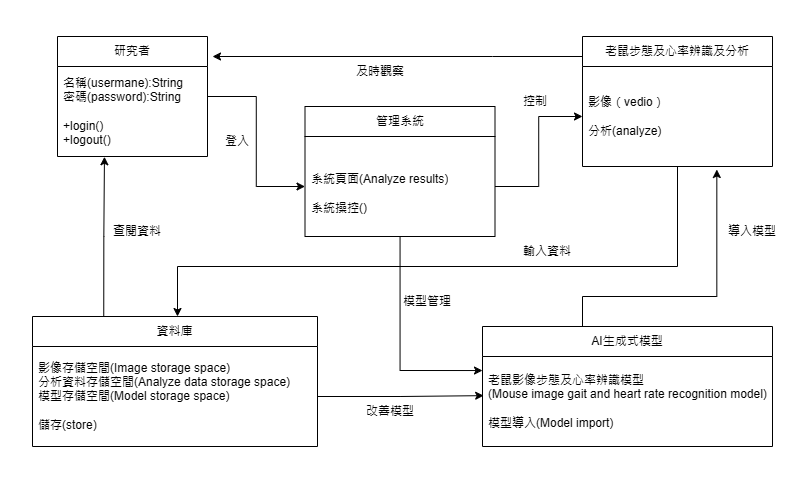 研究者
名稱(usermane):String
密碼(password):String
+login()
+logout()
及時觀察
老鼠步態及心率辨識及分析
影像（vedio）
分析(analyze)
登入
管理系統
系統頁面(Analyze results)
系統操控()
控制
查閱資料
輸入資料
導入模型
模型管理
資料庫
影像存儲空間(Image storage space)
分析資料存儲空間(Analyze data storage space)
模型存儲空間(Model storage space)
儲存(store)
改善模型
AI生成式模型
老鼠影像步態及心率辨識模型
(Mouse image gait and heart rate recognition model)
模型導入(Model import)